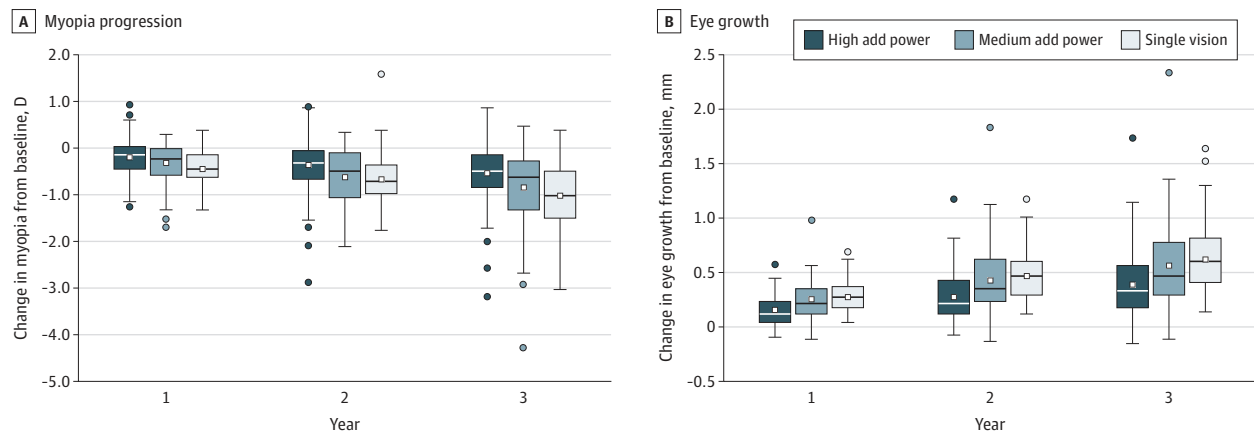 A Myopia progression
Change in myopia from baseline, D
2.0
1.0
0
-1.0
-2.0
-3.0
-4.0
-5.0
1 2 3
Year
B Eye growth
High add power Medium add power Single vision
Change in eye growth from baseline, mm
2.5
2.0
1.5
1.0
0.5
0
-0.5
1 2 3
Year